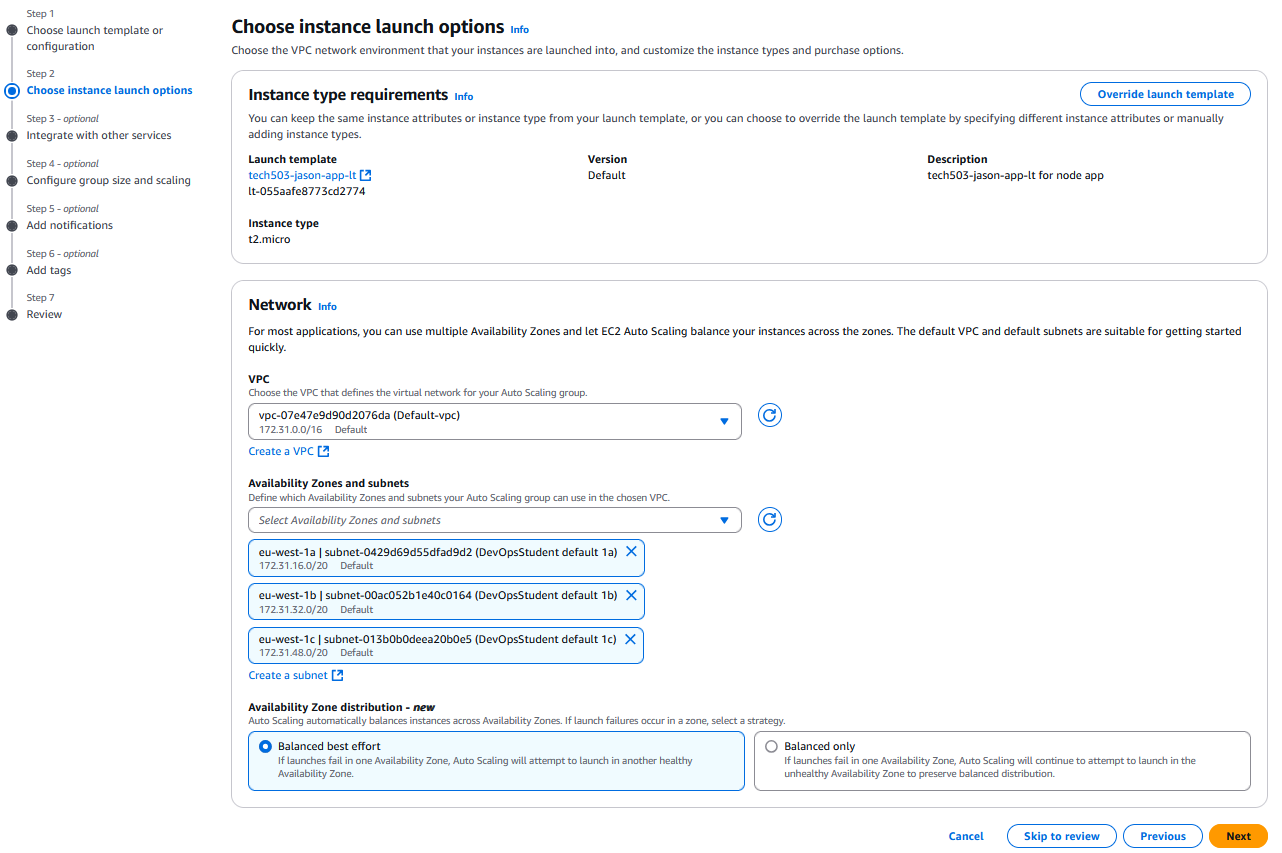 Step 1
Choose launch template or
configuration
Step 2
Choose instance launch options
Step 3 - optional
Integrate with other services
Step 4 - optional
Configure group size and scaling
Step 5 - optional
Add notifications
Step 6 - optional
Add tags
Step 7
Review
Choose instance launch options Info
Choose the VPC network environment that your instances are launched into, and customize the instance types and purchase options.
Instance type requirements Info
Override launch template
You can keep the same instance attributes or instance type from your launch template, or you can choose to override the launch template by specifying different instance attributes or manually
adding instance types.
Launch template
tech503-jason-app-lt
lt-055aafe8773cd2774
Version
Default
Description
tech503-jason-app-lt for node app
Instance type
t2.micro
Network Info
For most applications, you can use multiple Availability Zones and let EC2 Auto Scaling balance your instances across the zones. The default VPC and default subnets are suitable for getting started
quickly.
VPC
Choose the VPC that defines the virtual network for your Auto Scaling group.
vpc-07e47e9d90d2076da (Default-vpc)
172.31.0.0/16 Default
Create a VPC
Availability Zones and subnets
Define which Availability Zones and subnets your Auto Scaling group can use in the chosen VPC.
Select Availability Zones and subnets
eu-west-1a | subnet-0429d69d55dfad9d2 (DevOpsStudent default 1a)
172.31.16.0/20 Default
eu-west-1b | subnet-00ac052b1e40c0164 (DevOpsStudent default 1b)
172.31.32.0/20 Default
eu-west-1c | subnet-013b0b0deea20b0e5 (DevOpsStudent default 1c)
172.31.48.0/20 Default
Create a subnet
Availability Zone distribution - new
Auto Scaling automatically balances instances across Availability Zones. If launch failures occur in a zone, select a strategy.
Balanced best effort
If launches fail in one Availability Zone, Auto Scaling will attempt to launch in another healthy
Availability Zone.
Balanced only
If launches fail in one Availability Zone, Auto Scaling will continue to attempt to launch in the
unhealthy Availability Zone to preserve balanced distribution.
Cancel
Skip to review
Previous
Next